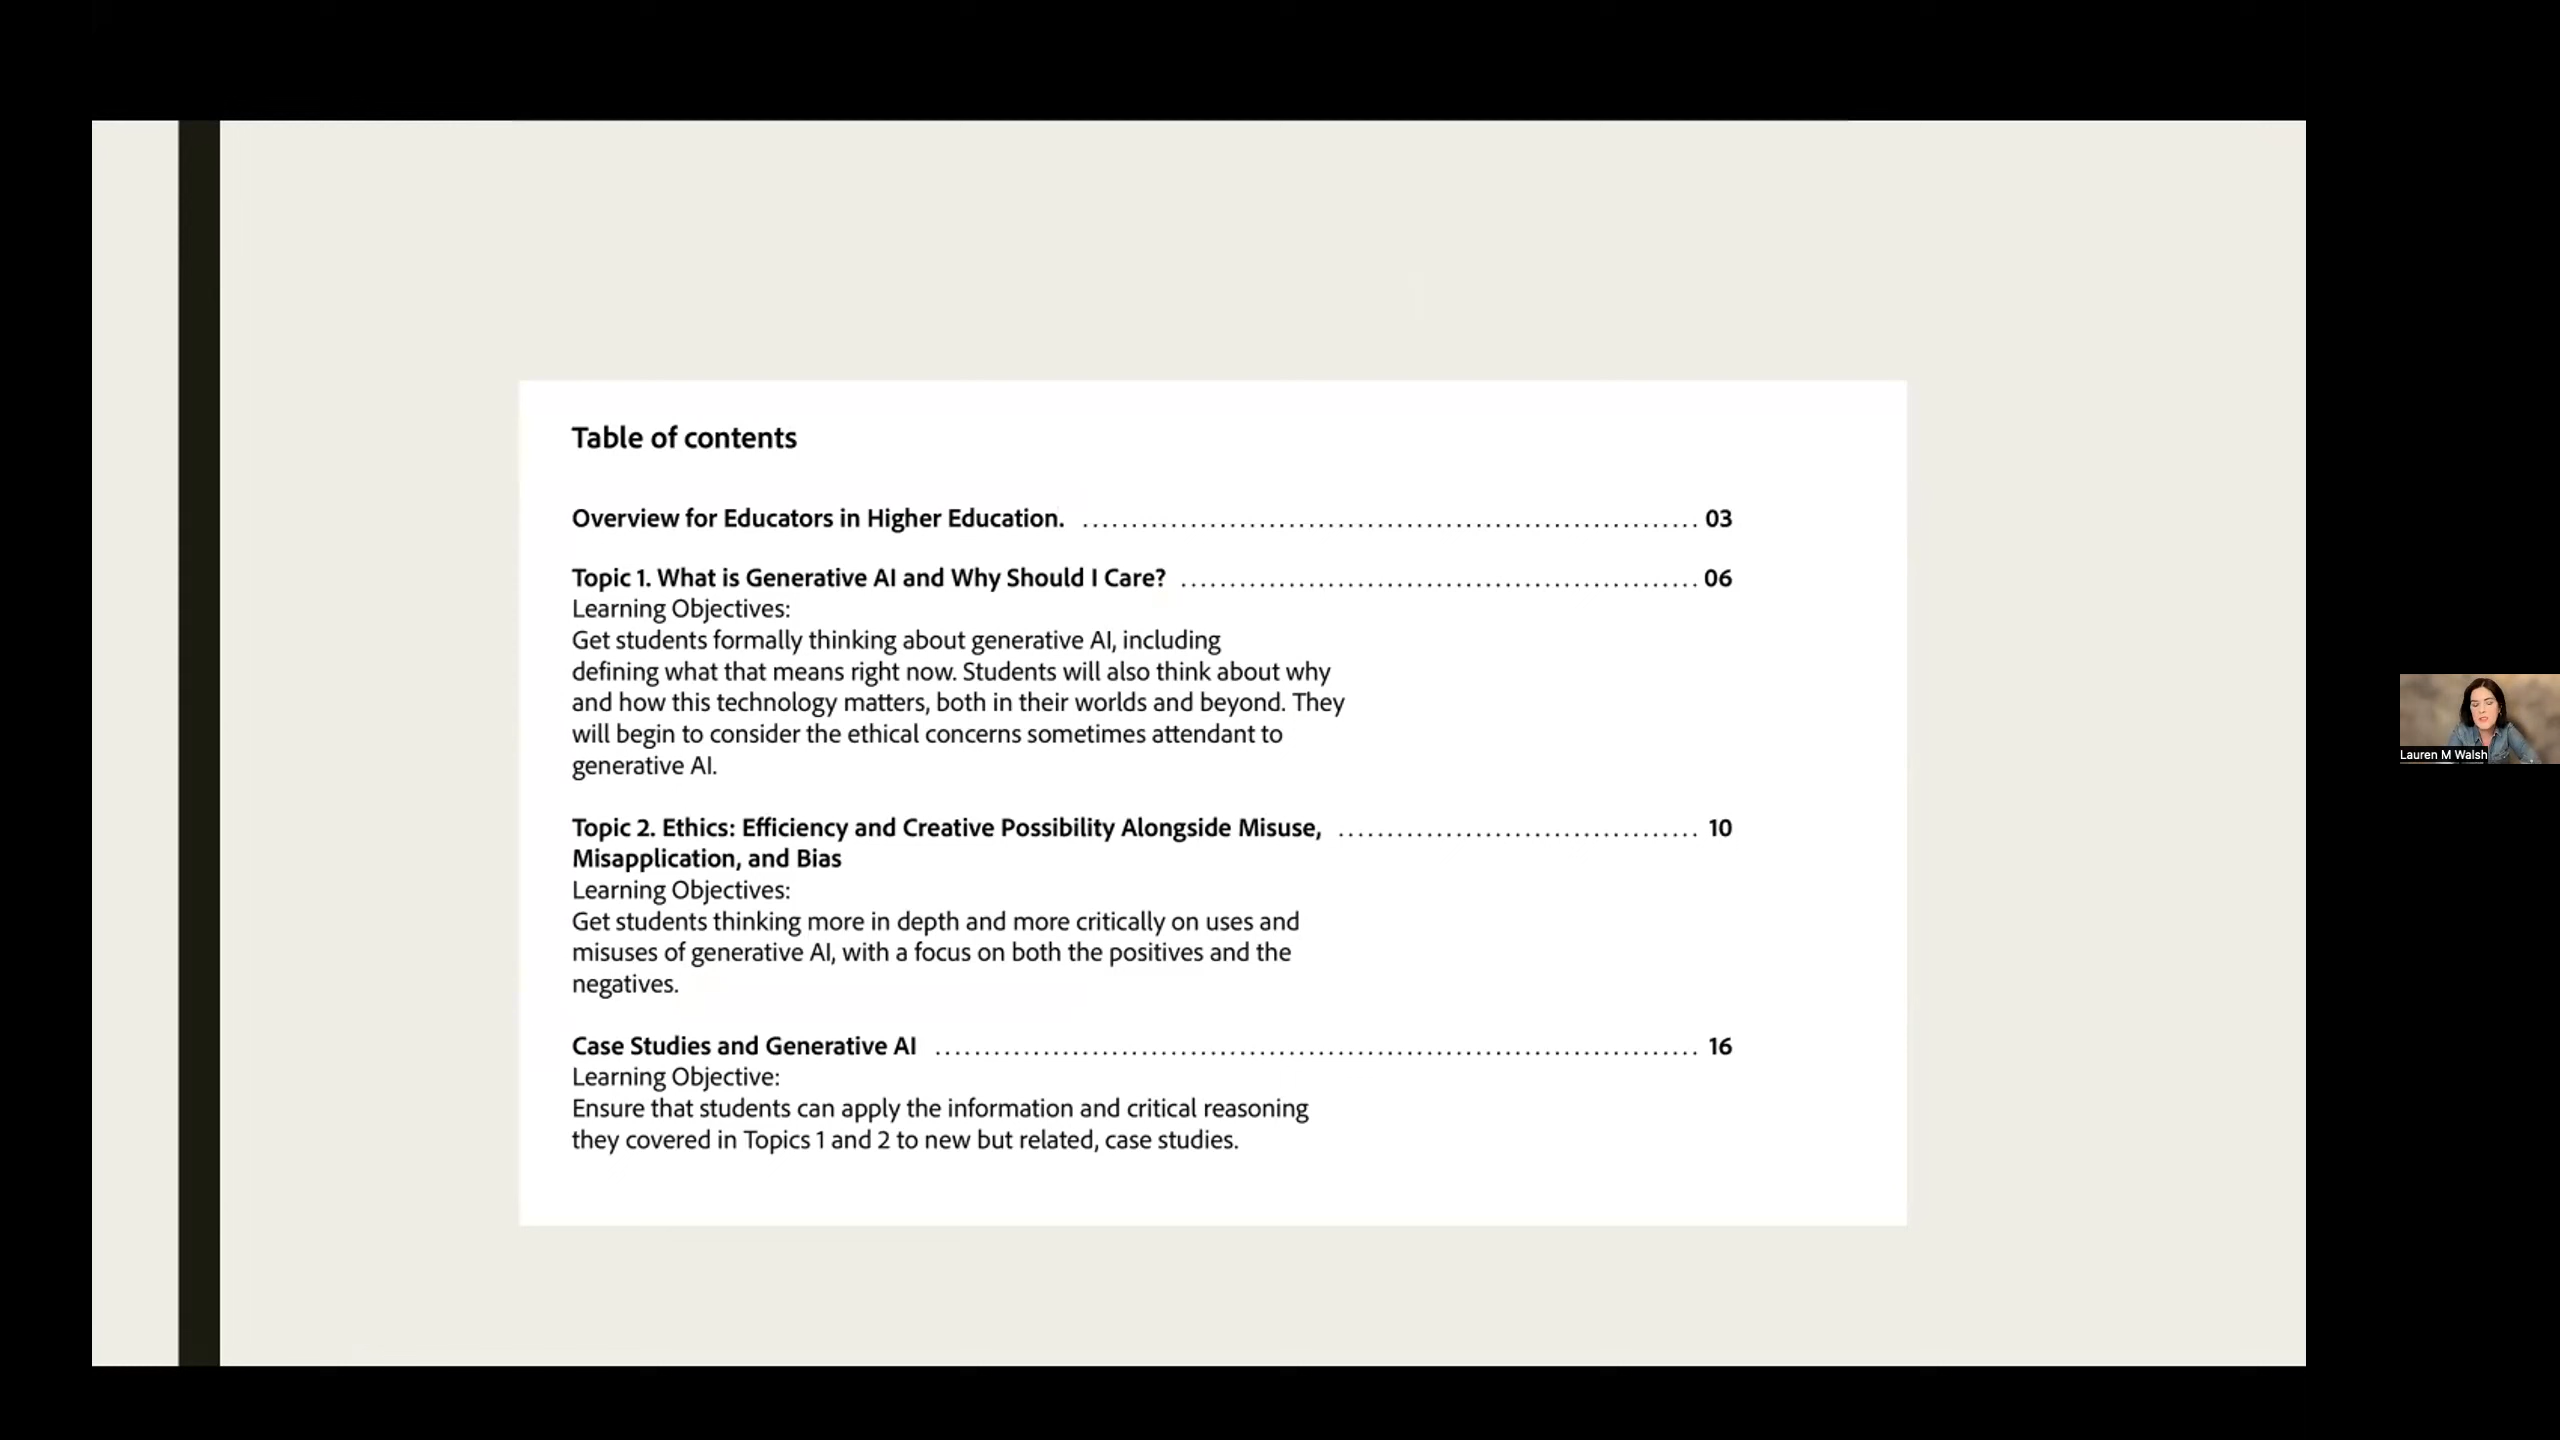 Table of contents
Overview for Educators in Higher Education. ........................................................... 03
Topic 1. What is Generative AI and Why Should I Care? .................................................. 06
Learning Objectives:
Get students formally thinking about generative AI, including
defining what that means right now. Students will also think about why
and how this technology matters, both in their worlds and beyond. They
will begin to consider the ethical concerns sometimes attendant to
generative AI.
Topic 2. Ethics: Efficiency and Creative Possibility Alongside Misuse, ................................... 10
Misapplication, and Bias
Learning Objectives:
Get students thinking more in depth and more critically on uses and
misuses of generative AI, with a focus on both the positives and the
negatives.
Case Studies and Generative AI .......................................................................... 16
Learning Objective:
Ensure that students can apply the information and critical reasoning
they covered in Topics 1 and 2 to new but related, case studies.
Lauren M Walsh